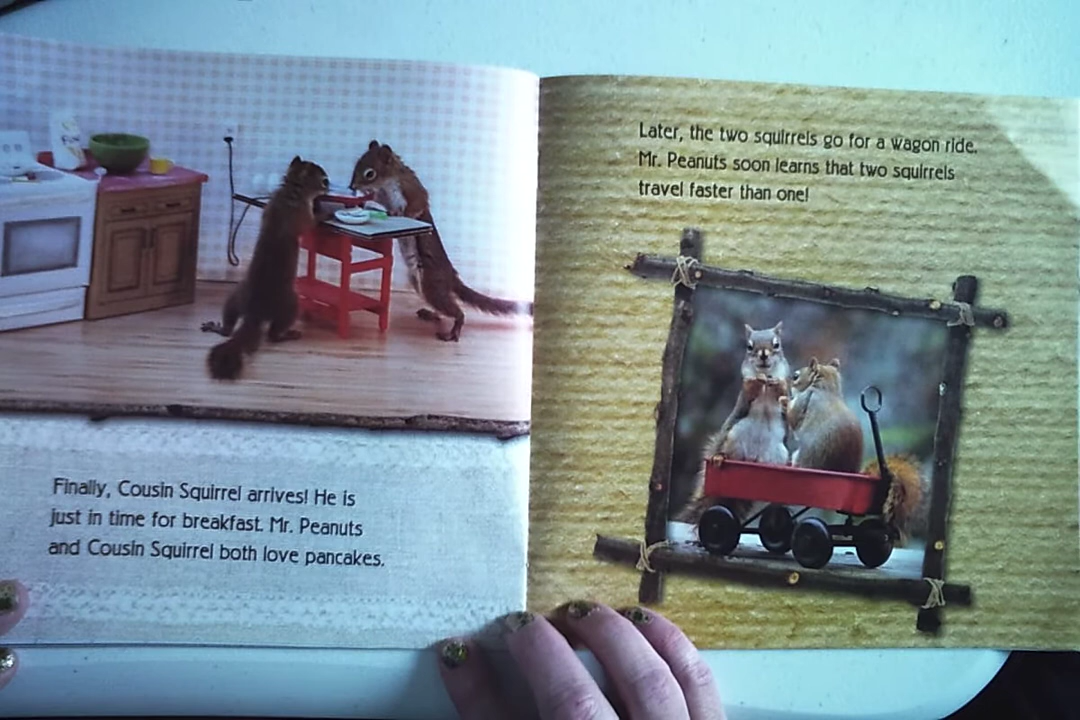 Finally, Cousin Squirrel arrives! He is
just in time for breakfast. Mr. Peanuts
and Cousin Squirrel both love pancakes.
Later, the two squirrels go for a wagon ride.
Mr. Peanuts soon learns that two squirrels
travel faster than one!